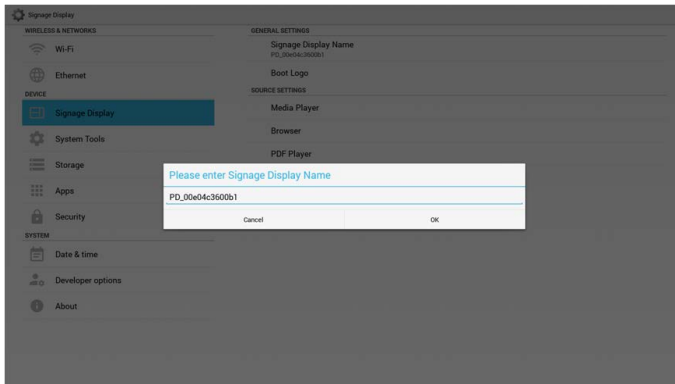 Signage Display
WIRELESS & NETWORKS
Wi-Fi
Ethernet
DEVICE
Signage Display
System Tools
Storage
Apps
Security
SYSTEM
Date & time
Developer options
About
GENERAL SETTINGS
Signage Display Name
PD_00e04c3600b1
Boot Logo
SOURCE SETTINGS
Media Player
Browser
PDF Player
Please enter Signage Display Name
PD_00e04c3600b1
Cancel
OK